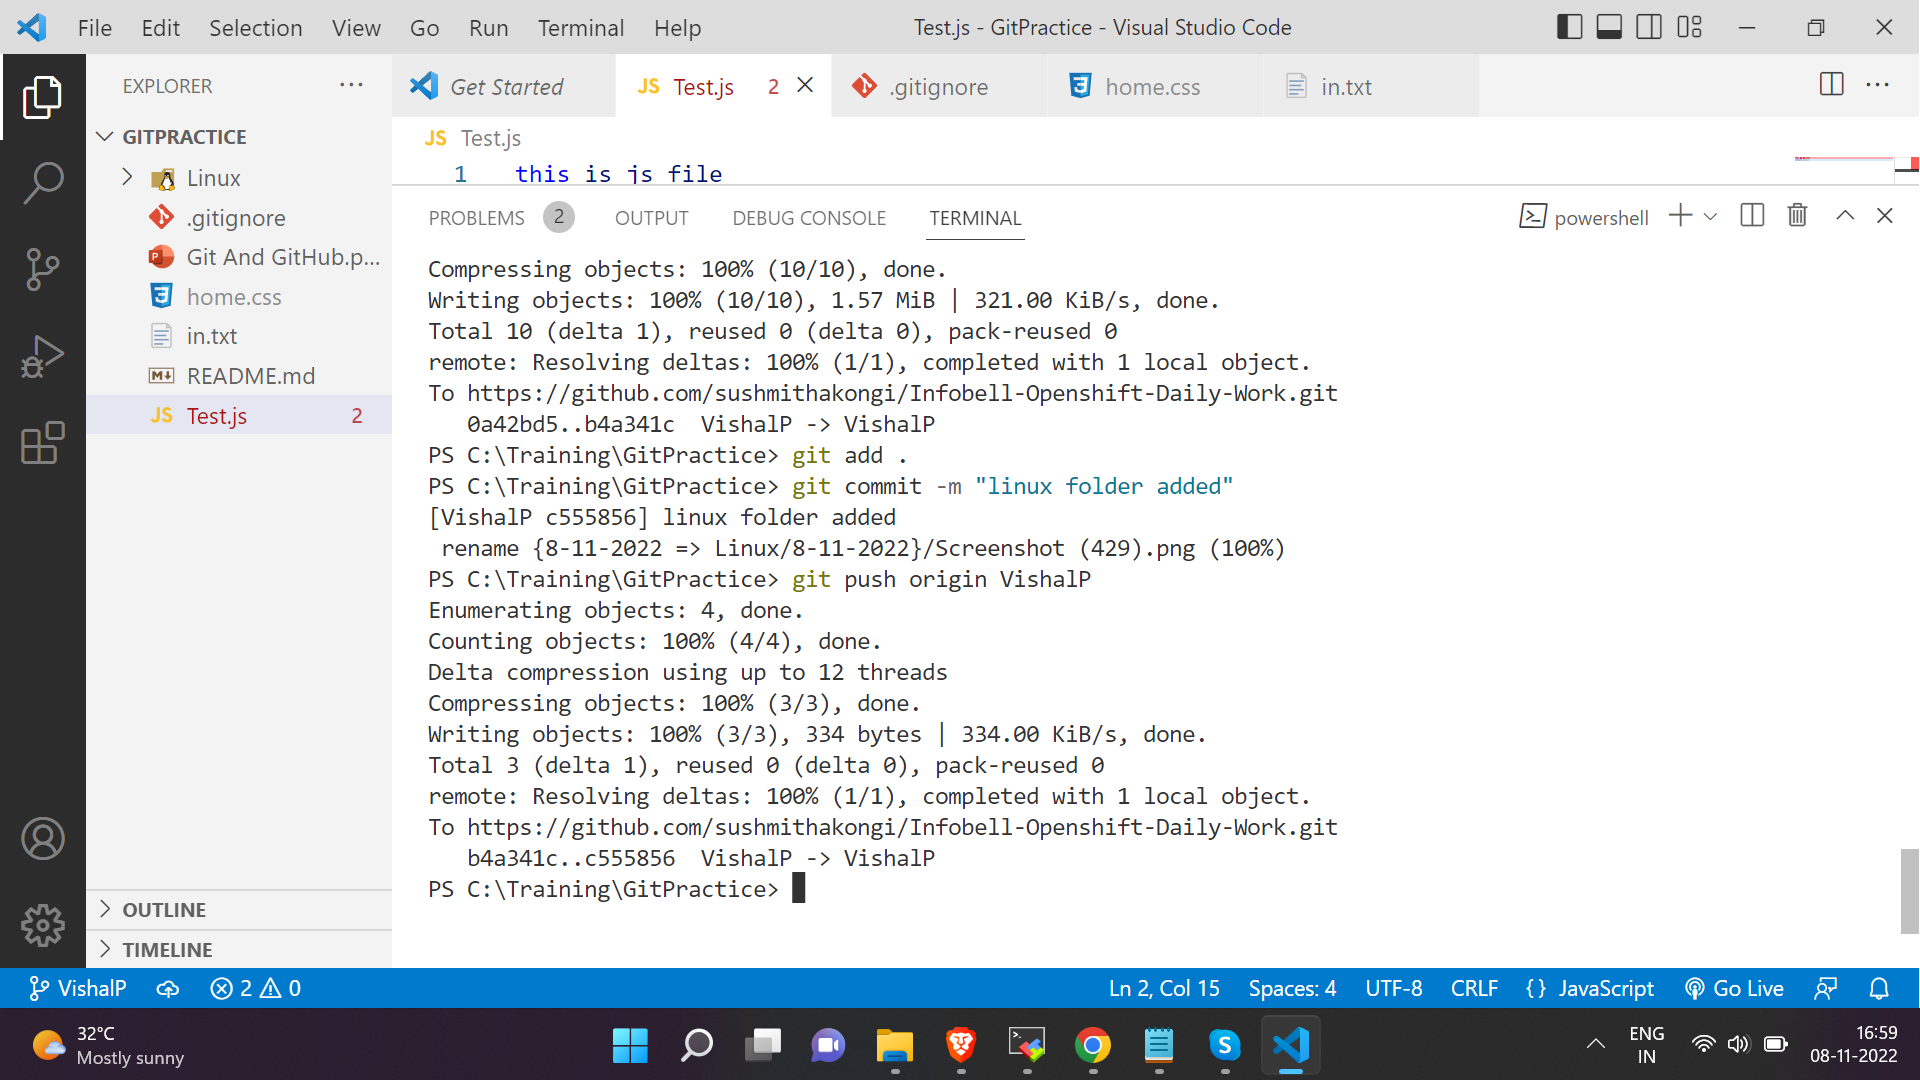 File Edit Selection View Go Run Terminal Help
Test.js - GitPractice - Visual Studio Code
EXPLORER
GITPRACTICE
Linux
.gitignore
Git And GitHub.p...
home.css
in.txt
README.md
JS Test.js 2
OUTLINE
TIMELINE
Get Started
JS Test.js 2
.gitignore
home.css
in.txt
JS Test.js
1 this is js file
PROBLEMS 2 OUTPUT DEBUG CONSOLE TERMINAL
powershell
Compressing objects: 100% (10/10), done.
Writing objects: 100% (10/10), 1.57 MiB | 321.00 KiB/s, done.
Total 10 (delta 1), reused 0 (delta 0), pack-reused 0
remote: Resolving deltas: 100% (1/1), completed with 1 local object.
To https://github.com/sushmithakongi/Infobell-Openshift-Daily-Work.git
0a42bd5..b4a341c VishalP -> VishalP
PS C:\Training\GitPractice> git add .
PS C:\Training\GitPractice> git commit -m "linux folder added"
[VishalP c555856] linux folder added
rename {8-11-2022 => Linux/8-11-2022}/Screenshot (429).png (100%)
PS C:\Training\GitPractice> git push origin VishalP
Enumerating objects: 4, done.
Counting objects: 100% (4/4), done.
Delta compression using up to 12 threads
Compressing objects: 100% (3/3), done.
Writing objects: 100% (3/3), 334 bytes | 334.00 KiB/s, done.
Total 3 (delta 1), reused 0 (delta 0), pack-reused 0
remote: Resolving deltas: 100% (1/1), completed with 1 local object.
To https://github.com/sushmithakongi/Infobell-Openshift-Daily-Work.git
b4a341c..c555856 VishalP -> VishalP
PS C:\Training\GitPractice>
VishalP 2 0
Ln 2, Col 15 Spaces: 4 UTF-8 CRLF {} JavaScript Go Live
32°C
Mostly sunny
ENG
IN
16:59
08-11-2022